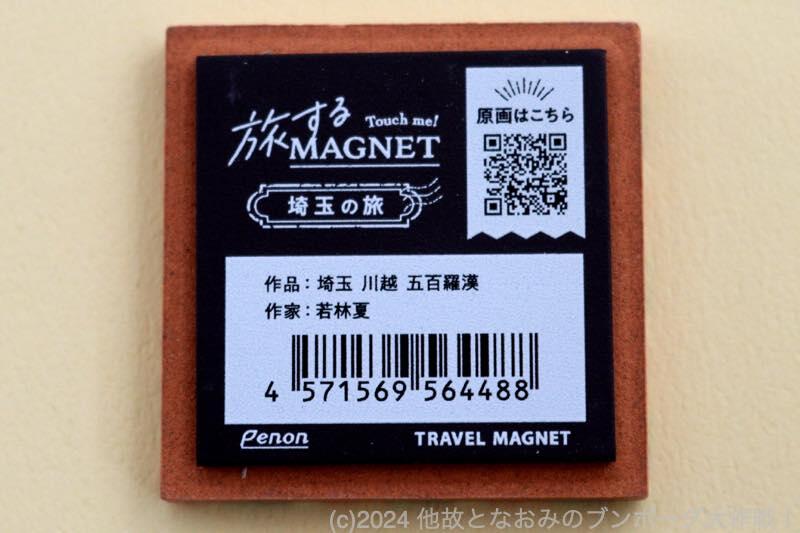 旅する
Touch me!
MAGNET
埼玉の旅
原画はこちら
作品：埼玉 川越 五百羅漢
作家：若林夏
4 571569 564488
Penon
TRAVEL MAGNET
(c)2024 他故となおみのブンボーグ大作戦！